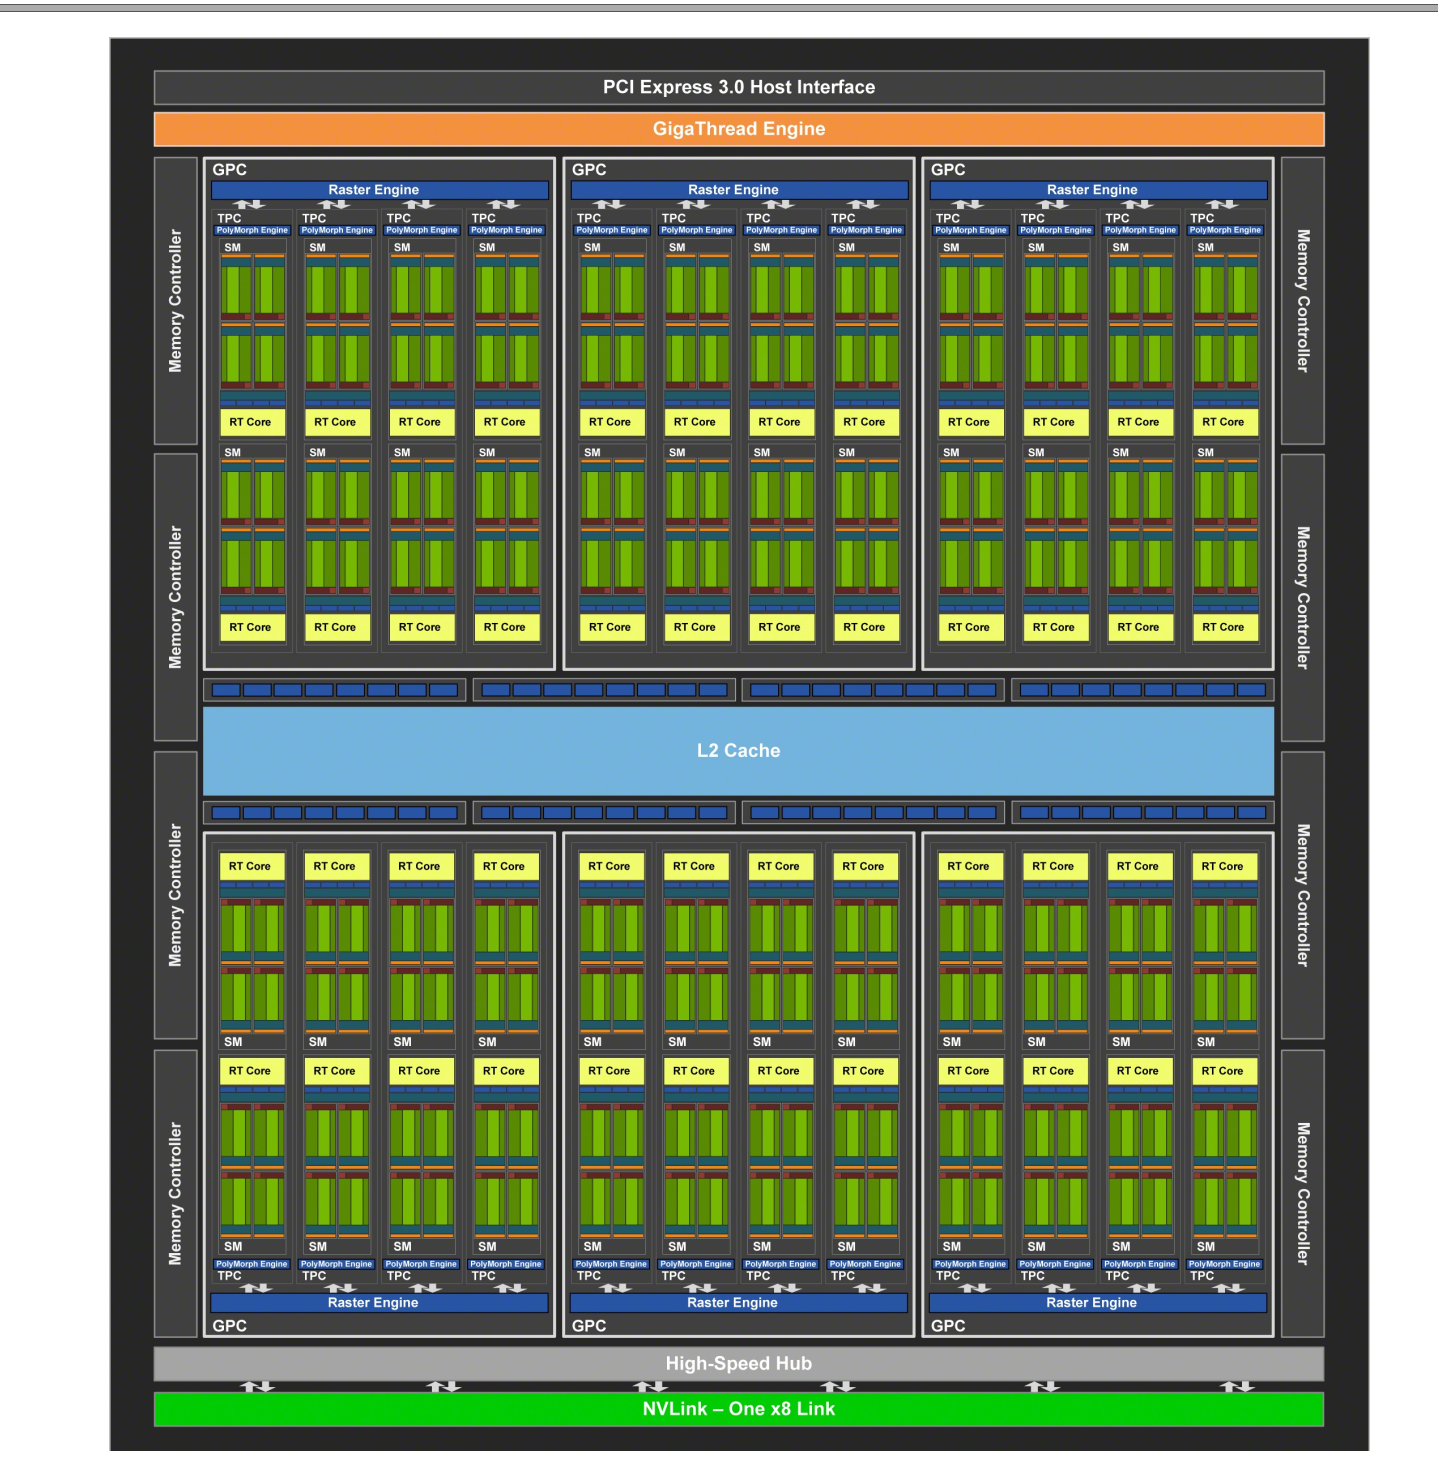 PCI Express 3.0 Host Interface
GigaThread Engine
Memory Controller
Memory Controller
Memory Controller
Memory Controller
GPC
GPC
GPC
Raster Engine
Raster Engine
Raster Engine
TPC TPC TPC TPC
TPC TPC TPC TPC
TPC TPC TPC TPC
PolyMorph Engine PolyMorph Engine PolyMorph Engine PolyMorph Engine
PolyMorph Engine PolyMorph Engine PolyMorph Engine PolyMorph Engine
PolyMorph Engine PolyMorph Engine PolyMorph Engine PolyMorph Engine
SM SM SM SM
SM SM SM SM
SM SM SM SM
RT Core RT Core RT Core RT Core
RT Core RT Core RT Core RT Core
RT Core RT Core RT Core RT Core
SM SM SM SM
SM SM SM SM
SM SM SM SM
RT Core RT Core RT Core RT Core
RT Core RT Core RT Core RT Core
RT Core RT Core RT Core RT Core
L2 Cache
RT Core RT Core RT Core RT Core
RT Core RT Core RT Core RT Core
RT Core RT Core RT Core RT Core
SM SM SM SM
SM SM SM SM
SM SM SM SM
RT Core RT Core RT Core RT Core
RT Core RT Core RT Core RT Core
RT Core RT Core RT Core RT Core
SM SM SM SM
SM SM SM SM
SM SM SM SM
PolyMorph Engine PolyMorph Engine PolyMorph Engine PolyMorph Engine
PolyMorph Engine PolyMorph Engine PolyMorph Engine PolyMorph Engine
PolyMorph Engine PolyMorph Engine PolyMorph Engine PolyMorph Engine
TPC TPC TPC TPC
TPC TPC TPC TPC
TPC TPC TPC TPC
Raster Engine
Raster Engine
Raster Engine
GPC
GPC
GPC
Memory Controller
Memory Controller
Memory Controller
Memory Controller
High-Speed Hub
NVLink – One x8 Link